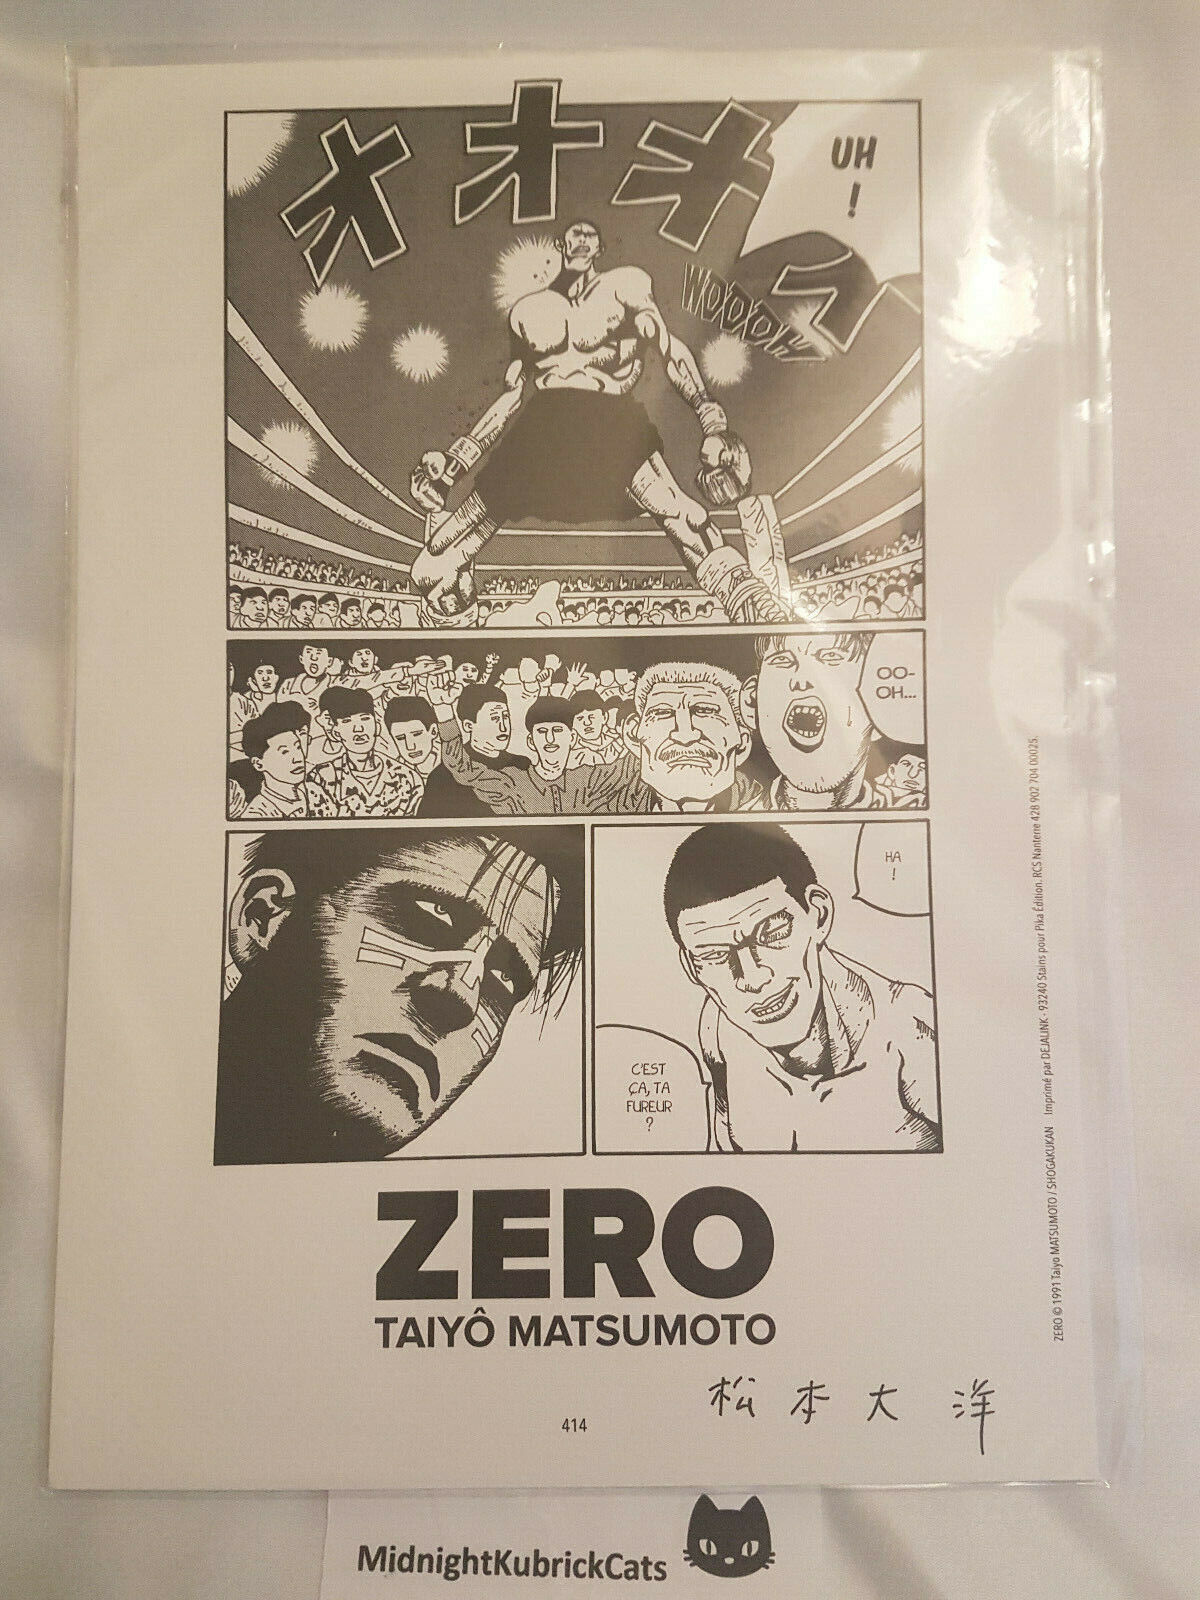 オオオオ
UH
!
WOOOH
OO-
OH...
HA
!
C'EST
ÇA, TA
FUREUR
?
ZERO
TAIYÔ MATSUMOTO
414
松本大洋
ZERO © 1991 Taiyo MATSUMOTO / SHOGAKUKAN Imprimé par DEJALINK - 93240 Stains pour Pika Édition. RCS Nanterre 428 902 704 00025.
MidnightKubrickCats